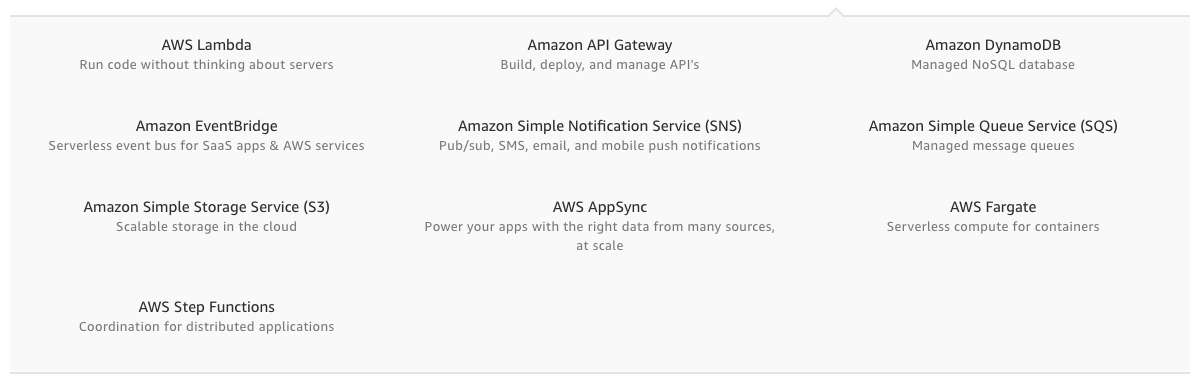 AWS Lambda
Run code without thinking about servers
Amazon API Gateway
Build, deploy, and manage API's
Amazon DynamoDB
Managed NoSQL database
Amazon EventBridge
Serverless event bus for SaaS apps & AWS services
Amazon Simple Notification Service (SNS)
Pub/sub, SMS, email, and mobile push notifications
Amazon Simple Queue Service (SQS)
Managed message queues
Amazon Simple Storage Service (S3)
Scalable storage in the cloud
AWS AppSync
Power your apps with the right data from many sources,
at scale
AWS Fargate
Serverless compute for containers
AWS Step Functions
Coordination for distributed applications